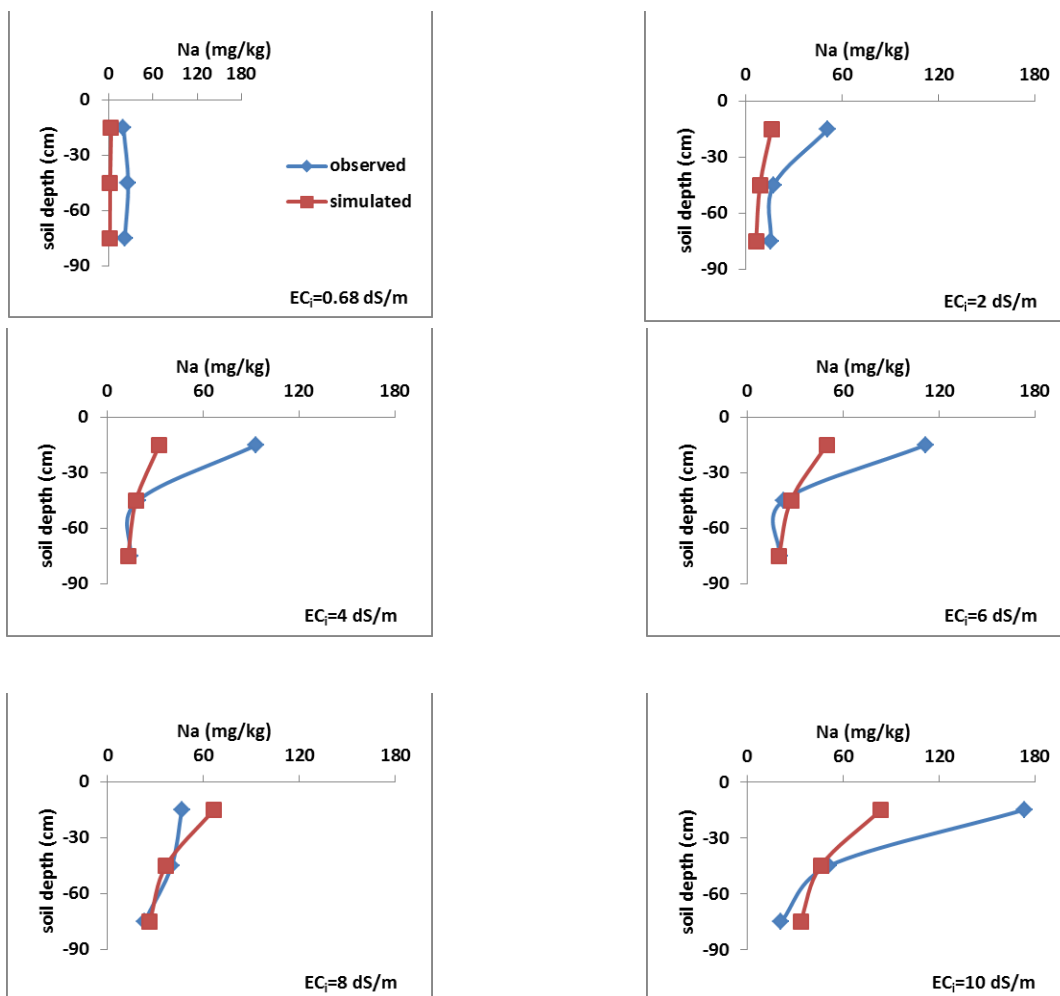 Na (mg/kg)
0 60 120 180
0
-30
-60
-90
soil depth (cm)
observed
simulated
ECi=0.68 dS/m
Na (mg/kg)
0 60 120 180
0
-30
-60
-90
soil depth (cm)
ECi=2 dS/m
Na (mg/kg)
0 60 120 180
0
-30
-60
-90
soil depth (cm)
ECi=4 dS/m
Na (mg/kg)
0 60 120 180
0
-30
-60
-90
soil depth (cm)
ECi=6 dS/m
Na (mg/kg)
0 60 120 180
0
-30
-60
-90
soil depth (cm)
ECi=8 dS/m
Na (mg/kg)
0 60 120 180
0
-30
-60
-90
soil depth (cm)
ECi=10 dS/m